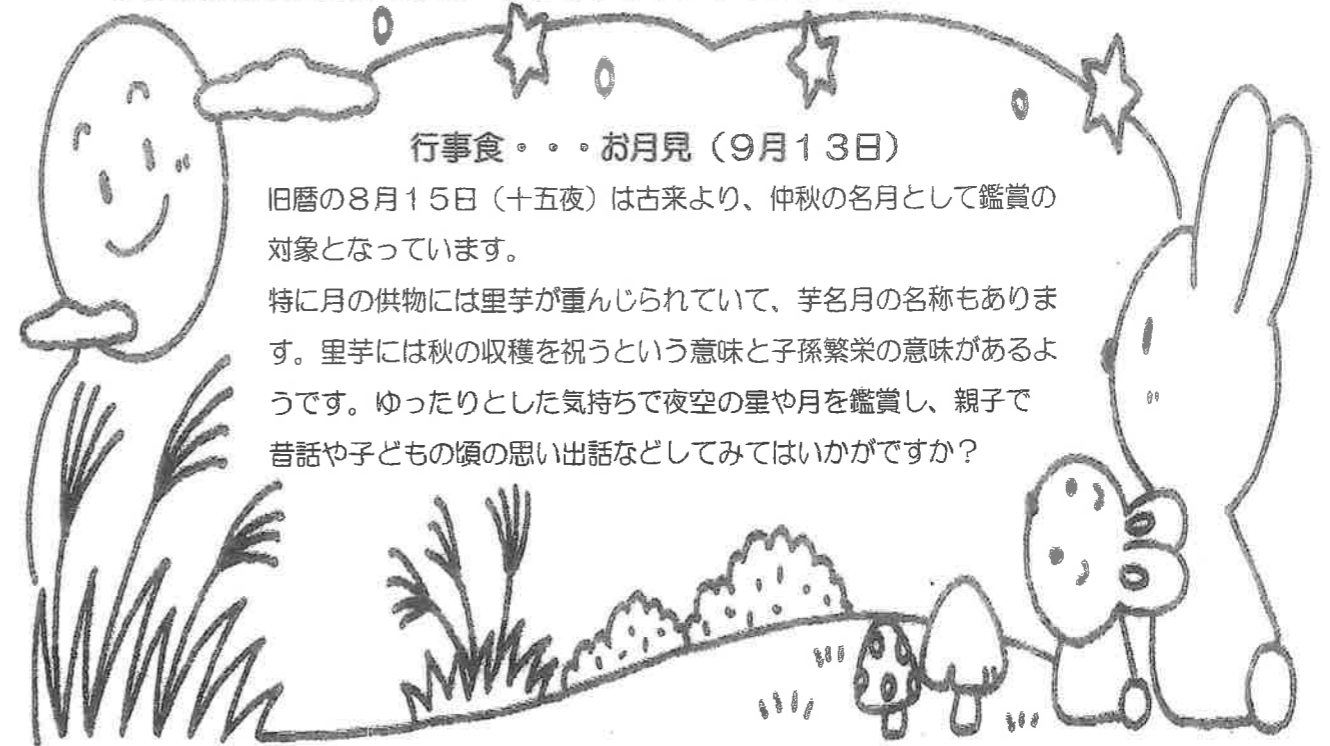 行事食・・・お月見（９月１３日）
旧暦の８月１５日（十五夜）は古来より、仲秋の名月として鑑賞の
対象となっています。
特に月の供物には里芋が重んじられていて、芋名月の名称もありま
す。里芋には秋の収穫を祝うという意味と子孫繁栄の意味があるよ
うです。ゆったりとした気持ちで夜空の星や月を鑑賞し、親子で
昔話や子どもの頃の思い出話などしてみてはいかがですか？